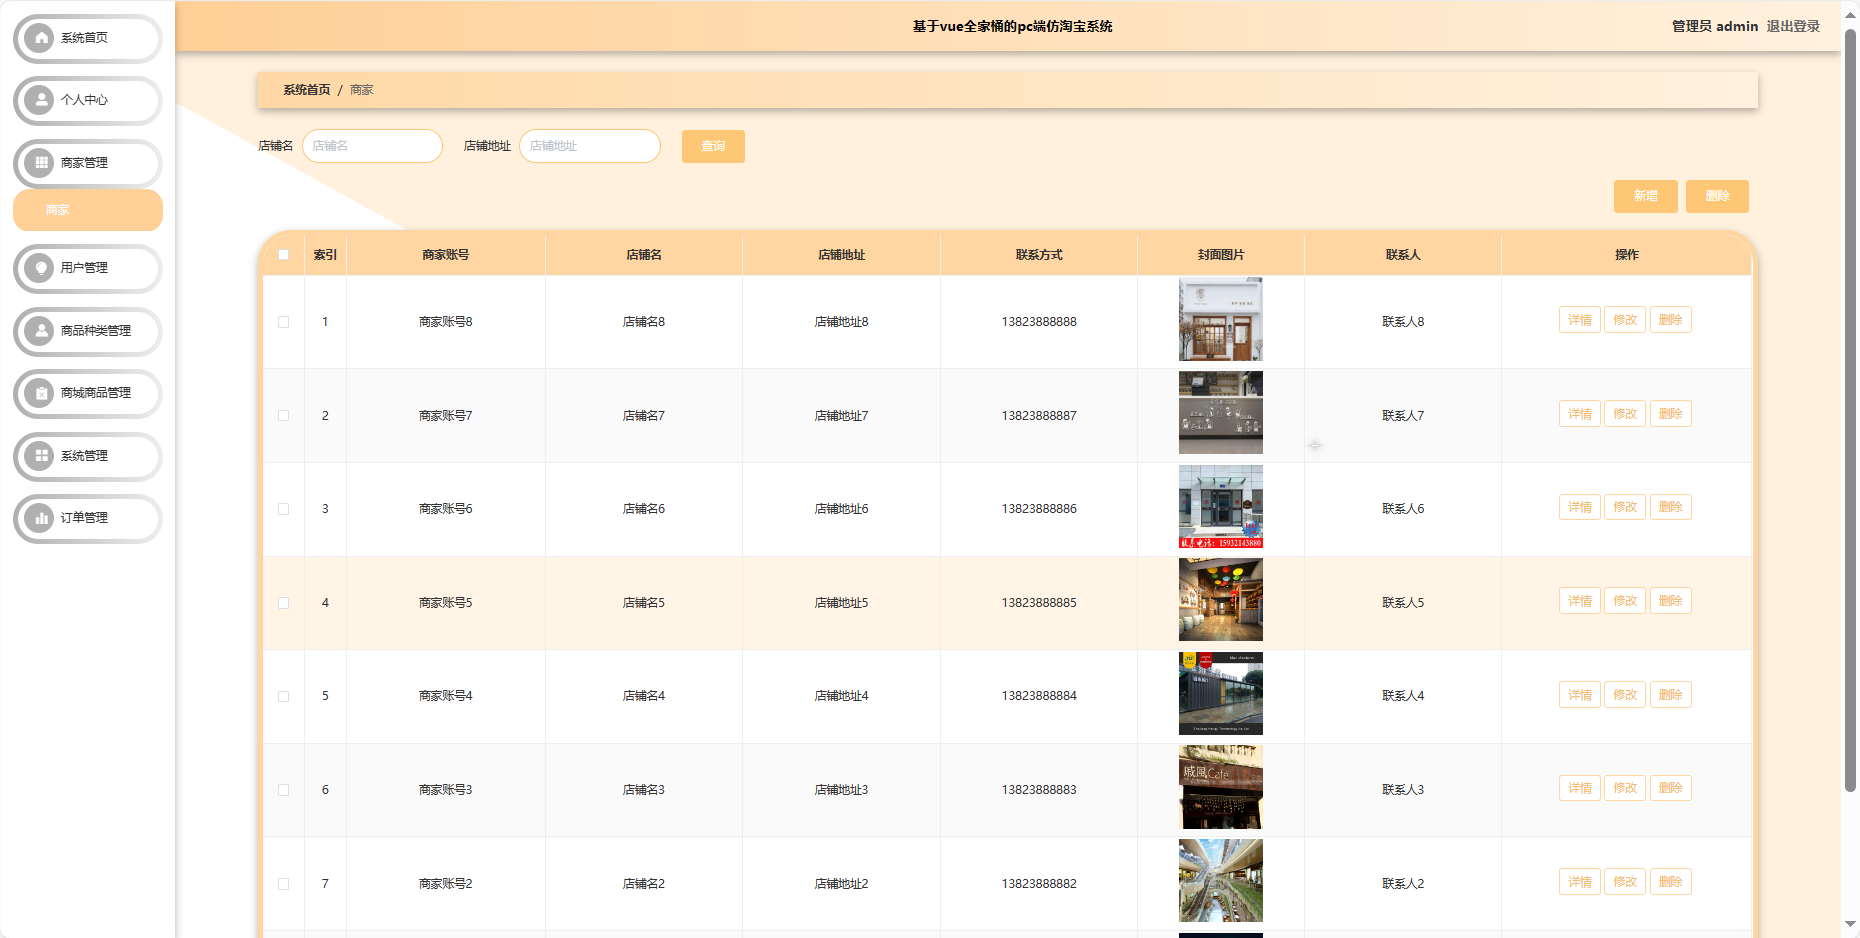 基于vue全家桶的pc端仿淘宝系统
管理员 admin 退出登录
系统首页
个人中心
商家管理
商家
用户管理
商品种类管理
商城商品管理
系统管理
订单管理
系统首页 / 商家
店铺名 店铺名 店铺地址 店铺地址 查询
新增 删除
索引 商家账号 店铺名 店铺地址 联系方式 封面图片 联系人 操作
1 商家账号8 店铺名8 店铺地址8 13823888888 联系人8 详情 修改 删除
2 商家账号7 店铺名7 店铺地址7 13823888887 联系人7 详情 修改 删除
3 商家账号6 店铺名6 店铺地址6 13823888886 联系人6 详情 修改 删除
联系电话：15932143880
4 商家账号5 店铺名5 店铺地址5 13823888885 联系人5 详情 修改 删除
5 商家账号4 店铺名4 店铺地址4 13823888884 联系人4 详情 修改 删除
6 商家账号3 店铺名3 店铺地址3 13823888883 联系人3 详情 修改 删除
戚風Café
7 商家账号2 店铺名2 店铺地址2 13823888882 联系人2 详情 修改 删除